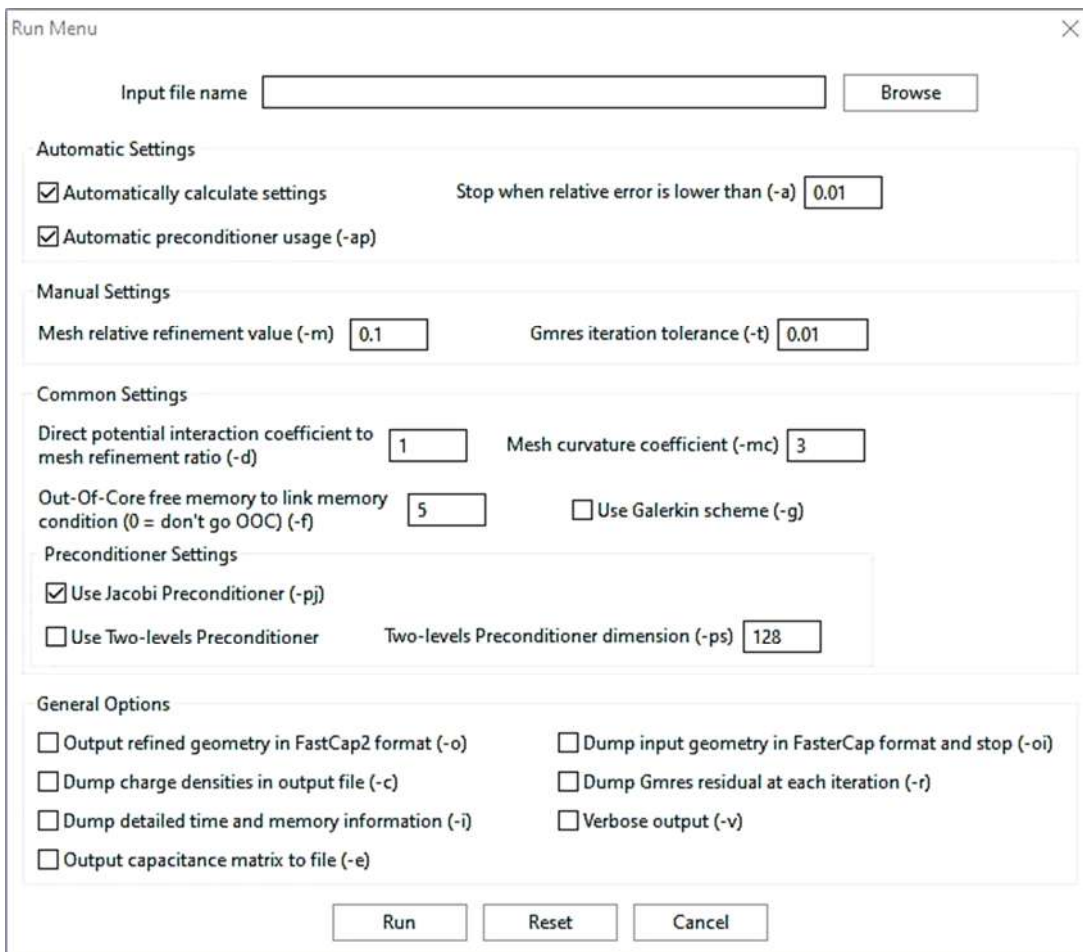 Run Menu
Input file name Browse
Automatic Settings
Automatically calculate settings Stop when relative error is lower than (-a) 0.01
Automatic preconditioner usage (-ap)
Manual Settings
Mesh relative refinement value (-m) 0.1 Gmres iteration tolerance (-t) 0.01
Common Settings
Direct potential interaction coefficient to
mesh refinement ratio (-d) 1 Mesh curvature coefficient (-mc) 3
Out-Of-Core free memory to link memory
condition (0 = don't go OOC) (-f) 5 Use Galerkin scheme (-g)
Preconditioner Settings
Use Jacobi Preconditioner (-pj)
Use Two-levels Preconditioner Two-levels Preconditioner dimension (-ps) 128
General Options
Output refined geometry in FastCap2 format (-o) Dump input geometry in FasterCap format and stop (-oi)
Dump charge densities in output file (-c) Dump Gmres residual at each iteration (-r)
Dump detailed time and memory information (-i) Verbose output (-v)
Output capacitance matrix to file (-e)
Run Reset Cancel